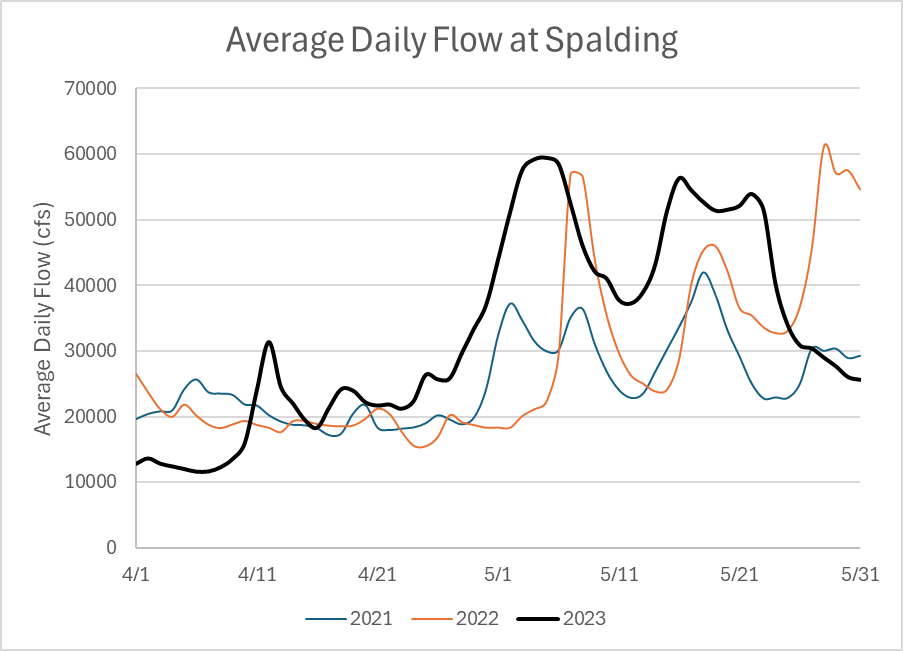 Average Daily Flow at Spalding
Average Daily Flow (cfs)
70000
60000
50000
40000
30000
20000
10000
0
4/1 4/11 4/21 5/1 5/11 5/21 5/31
2021 2022 2023